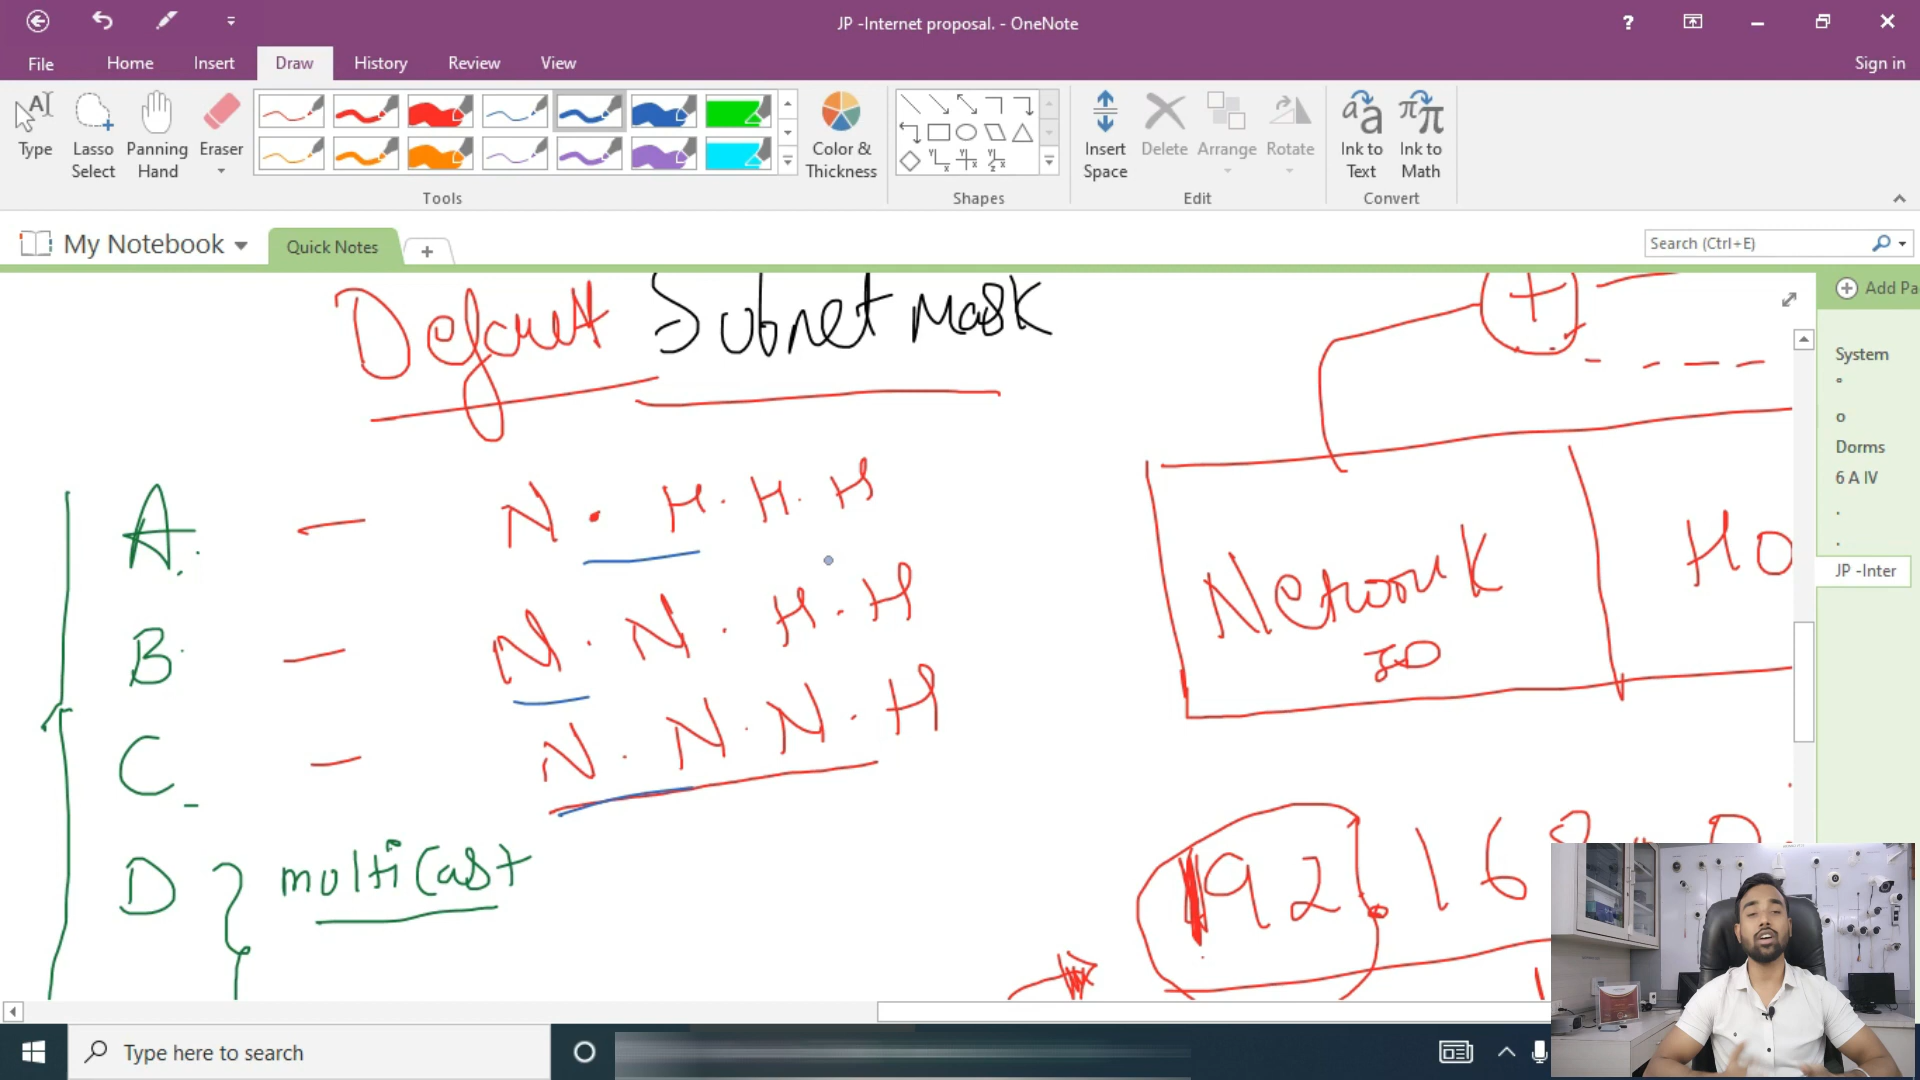 JP -Internet proposal. - OneNote
?
File
Home
Insert
Draw
History
Review
View
Sign in
Type
Lasso Select
Panning Hand
Eraser
Color & Thickness
Insert Space
Delete
Arrange
Rotate
Ink to Text
Ink to Math
Tools
Shapes
Edit
Convert
My Notebook
Quick Notes
Search (Ctrl+E)
Add Pa
System
Dorms
6 A IV
JP -Inter
Default Subnet Mask
A. - N . H . H . H
B. - N . N . H . H
C - N . N . N . H
D } multicast
Network
ID
HO
192.168.0.
Type here to search